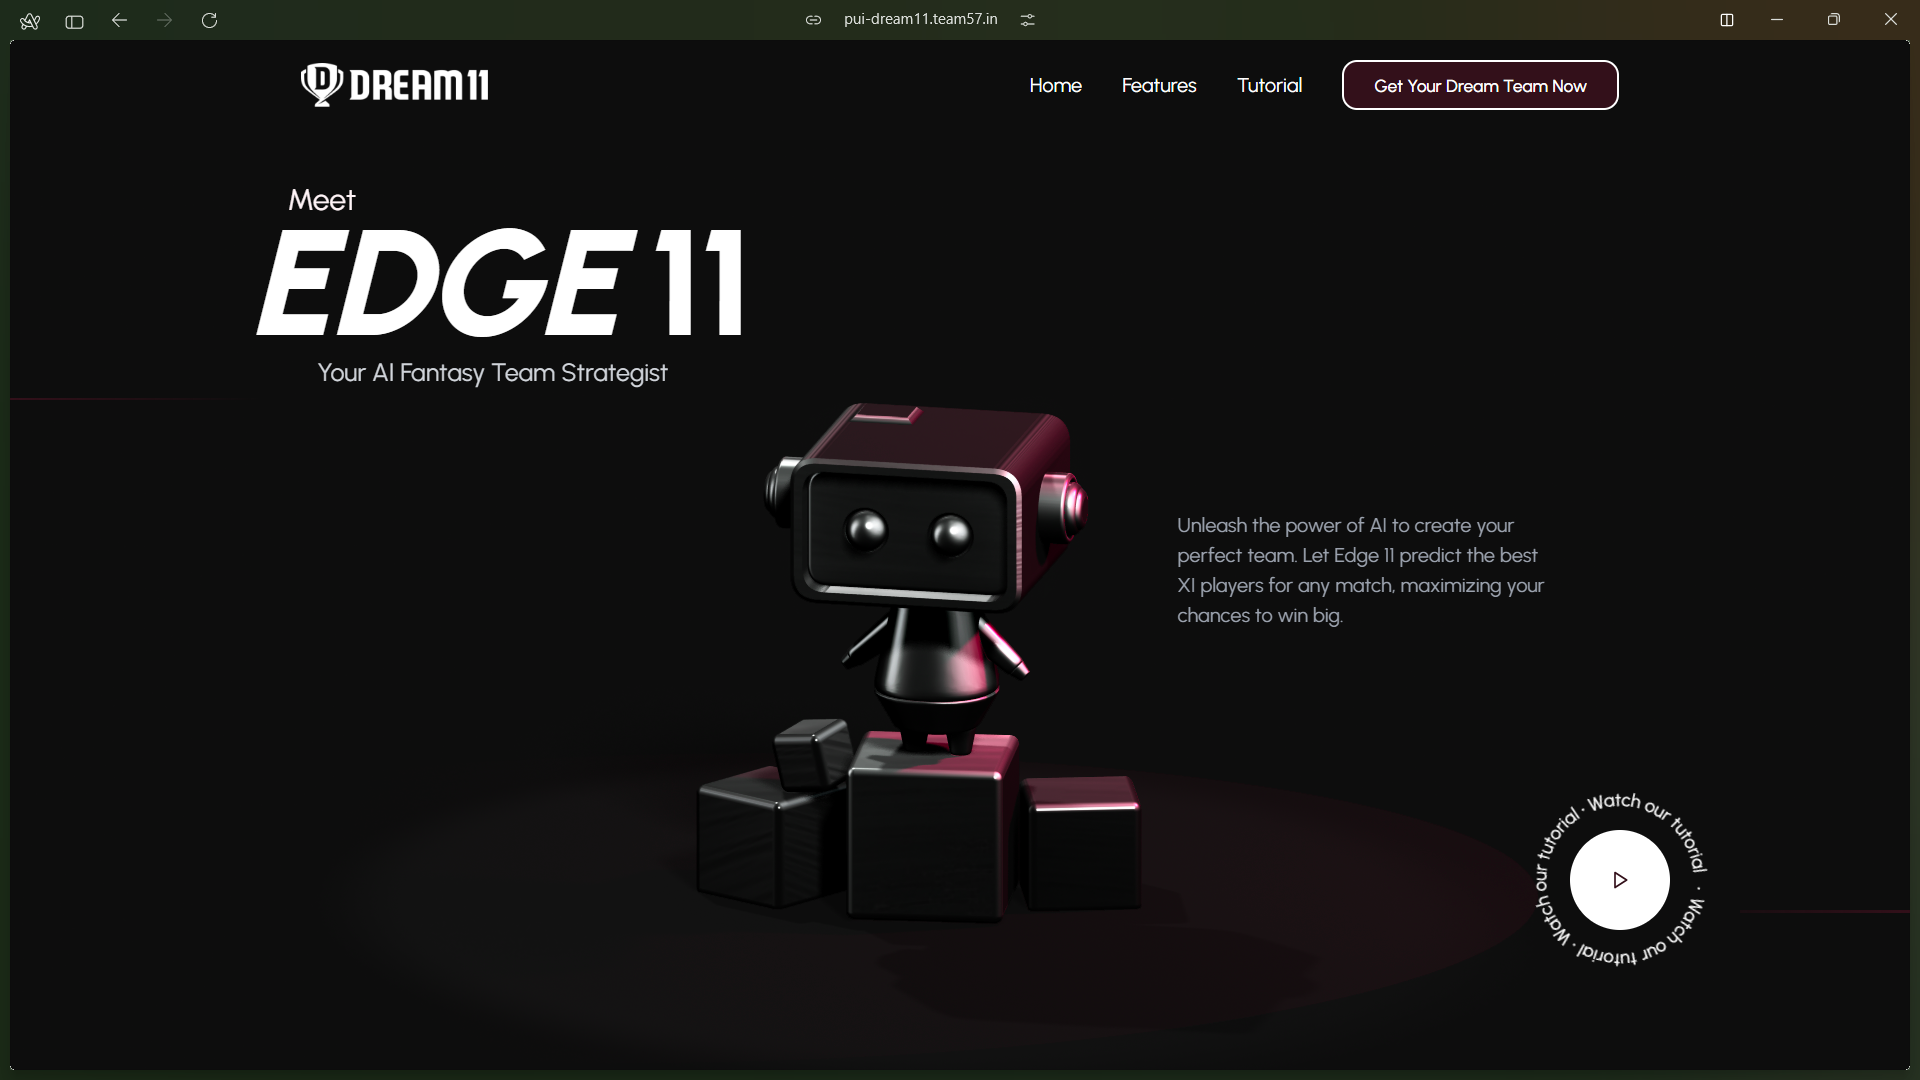 pui-dream11.team57.in
DREAM11
Home
Features
Tutorial
Get Your Dream Team Now
Meet
EDGE 11
Your AI Fantasy Team Strategist
Unleash the power of AI to create your
perfect team. Let Edge 11 predict the best
XI players for any match, maximizing your
chances to win big.
Watch our tutorial · Watch our tutorial · Watch our tutorial ·